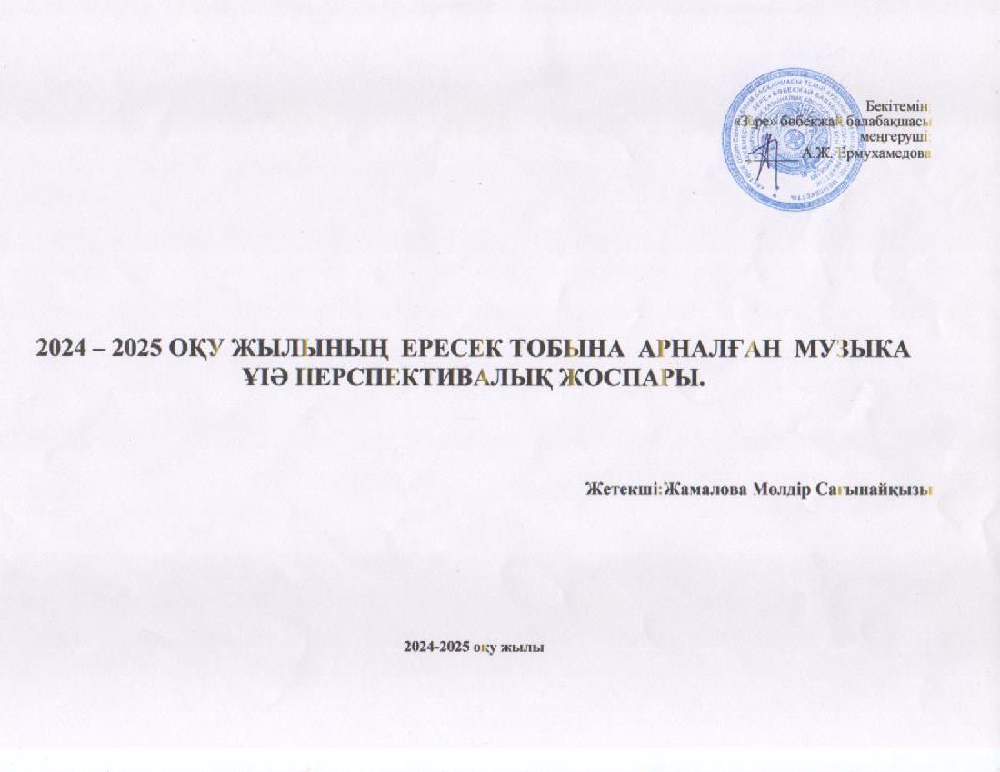 Бекітемін:
«Зере» бөбекжай балабақшасы
меңгеруші:
А.Ж. Ермухамедова
2024 – 2025 ОҚУ ЖЫЛЫНЫҢ ЕРЕСЕК ТОБЫНА АРНАЛҒАН МУЗЫКА
ҰІӘ ПЕРСПЕКТИВАЛЫҚ ЖОСПАРЫ.
Жетекші:Жамалова Мөлдір Сағынайқызы
2024-2025 оқу жылы